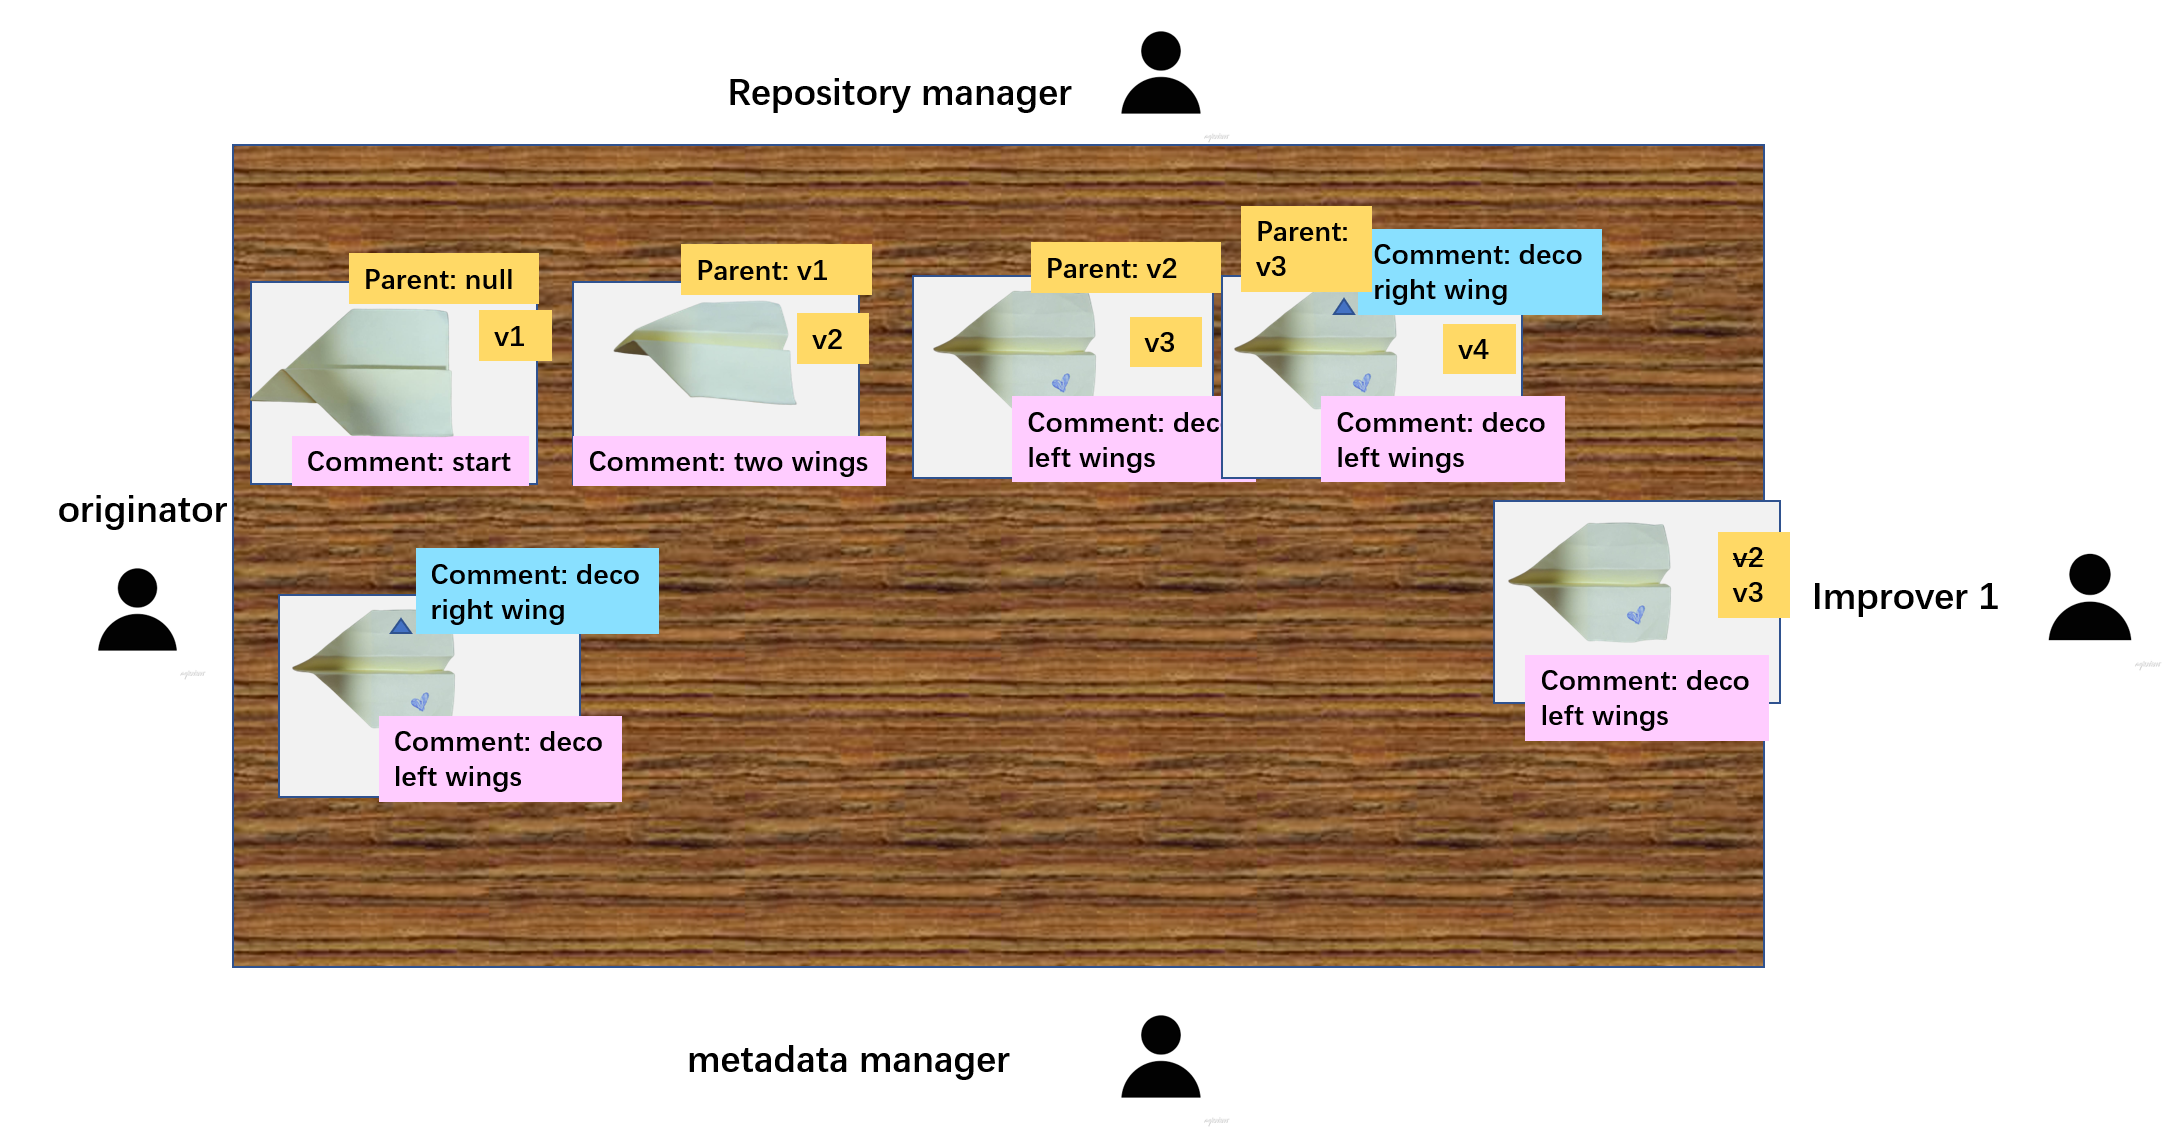 Repository manager
Parent: null
v1
Comment: start
Parent: v1
v2
Comment: two wings
Parent: v2
v3
Comment: dec
left wings
Parent:
v3
Comment: deco
right wing
v4
Comment: deco
left wings
originator
Comment: deco
right wing
Comment: deco
left wings
v2
v3
Comment: deco
left wings
Improver 1
metadata manager